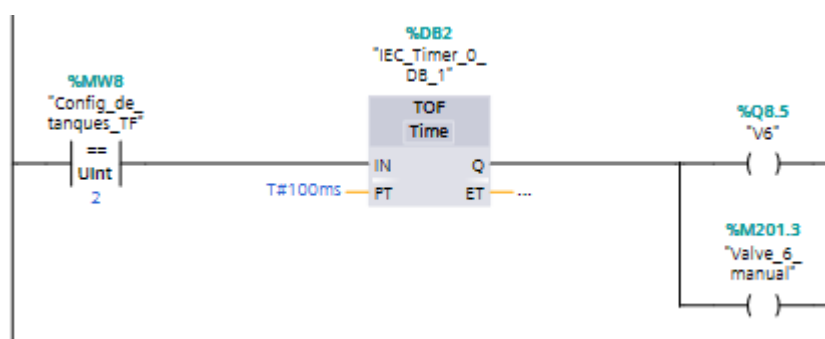 %DB2
"IEC_Timer_0_
DB_1"
%MW8
"Config_de_
tanques_TF"
TOF
Time
%Q8.5
"V6"
==
UInt
2
IN
Q
T#100ms
PT
ET
...
%M201.3
"Valve_6_
manual"